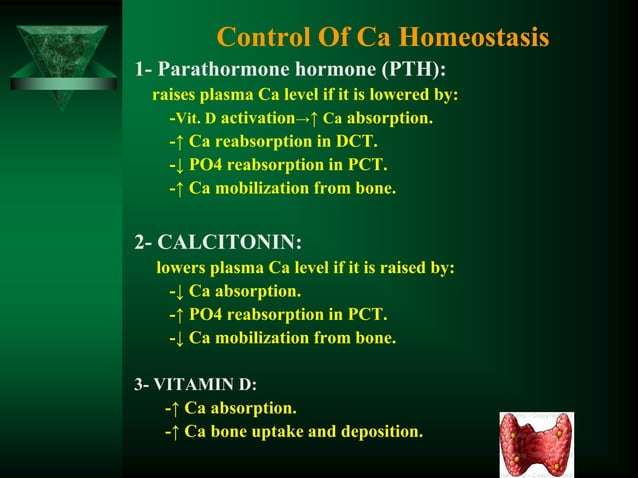 Control Of Ca Homeostasis
1- Parathormone hormone (PTH):
raises plasma Ca level if it is lowered by:
-Vit. D activation→↑ Ca absorption.
-↑ Ca reabsorption in DCT.
-↓ PO4 reabsorption in PCT.
-↑ Ca mobilization from bone.
2- CALCITONIN:
lowers plasma Ca level if it is raised by:
-↓ Ca absorption.
-↑ PO4 reabsorption in PCT.
-↓ Ca mobilization from bone.
3- VITAMIN D:
-↑ Ca absorption.
-↑ Ca bone uptake and deposition.